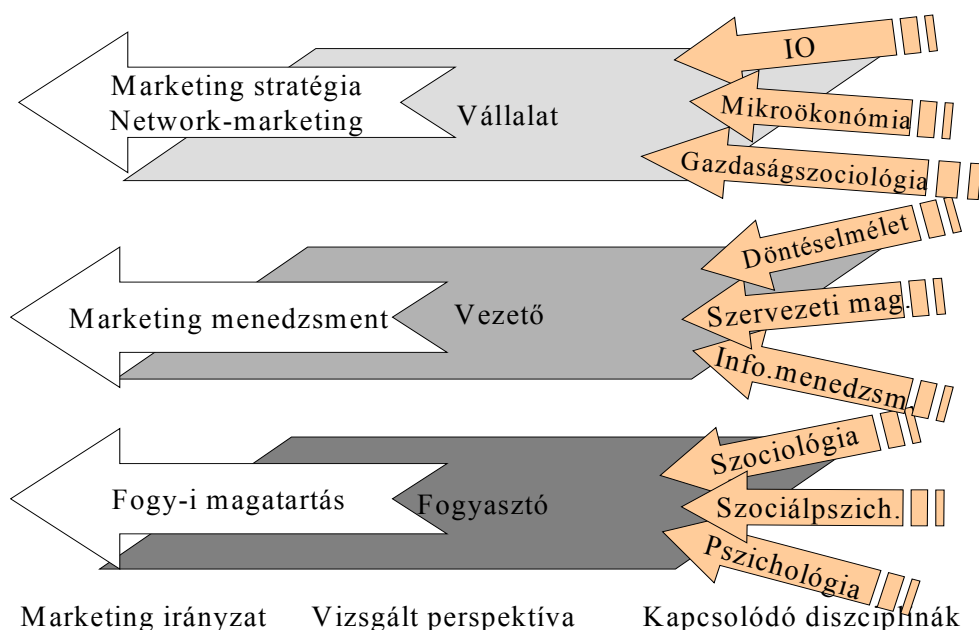 Marketing stratégia
Network-marketing
Vállalat
IO
Mikroökonómia
Gazdaságszociológia
Marketing menedzsment
Vezető
Döntéselmélet
Szervezeti mag.
Info.menedzsm.
Fogy-i magatartás
Fogyasztó
Szociológia
Szociálpszich.
Pszichológia
Marketing irányzat
Vizsgált perspektíva
Kapcsolódó diszciplinák